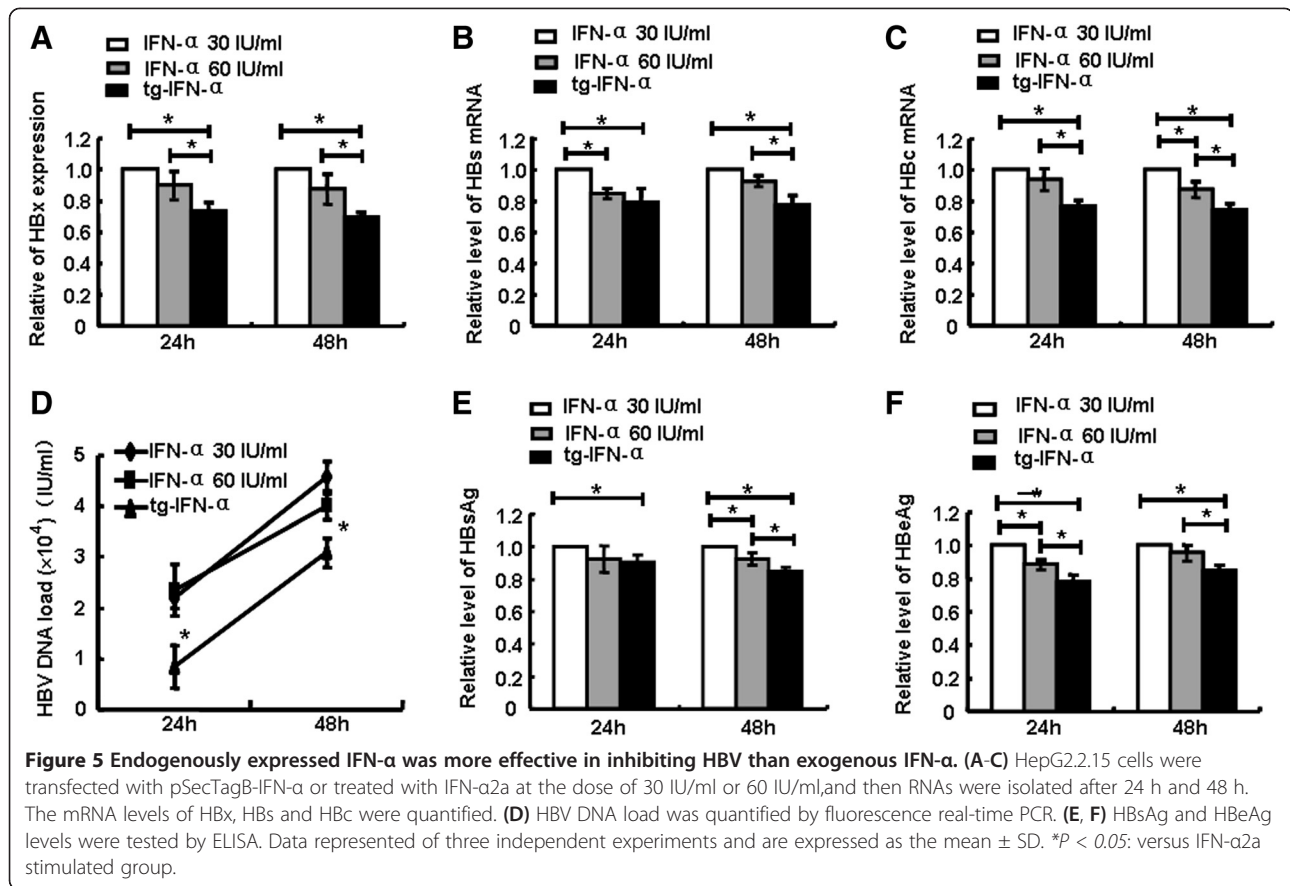 A
IFN-α 30 IU/ml
IFN-α 60 IU/ml
tg-IFN-α
Relative of HBx expression
1.2
1.0
0.8
0.6
0.4
0.2
0
*
*
*
*
24h
48h
B
IFN-α 30 IU/ml
IFN-α 60 IU/ml
tg-IFN-α
Relative level of HBs mRNA
1.2
1.0
0.8
0.6
0.4
0.2
0
*
*
*
*
24h
48h
C
IFN-α 30 IU/ml
IFN-α 60 IU/ml
tg-IFN-α
Relative level of HBc mRNA
1.2
1.0
0.8
0.6
0.4
0.2
0
*
*
*
*
*
24h
48h
D
IFN-α 30 IU/ml
IFN-α 60 IU/ml
tg-IFN-α
HBV DNA load (×10⁴) (IU/ml)
5
4
3
2
1
0
*
*
24h
48h
E
IFN-α 30 IU/ml
IFN-α 60 IU/ml
tg-IFN-α
Relative level of HBsAg
1.2
1.0
0.8
0.6
0.4
0.2
0
*
*
*
*
24h
48h
F
IFN-α 30 IU/ml
IFN-α 60 IU/ml
tg-IFN-α
Relative level of HBeAg
1.2
1.0
0.8
0.6
0.4
0.2
0
*
*
*
*
*
24h
48h
Figure 5 Endogenously expressed IFN-α was more effective in inhibiting HBV than exogenous IFN-α. (A-C) HepG2.2.15 cells were
transfected with pSecTagB-IFN-α or treated with IFN-α2a at the dose of 30 IU/ml or 60 IU/ml,and then RNAs were isolated after 24 h and 48 h.
The mRNA levels of HBx, HBs and HBc were quantified. (D) HBV DNA load was quantified by fluorescence real-time PCR. (E, F) HBsAg and HBeAg
levels were tested by ELISA. Data represented of three independent experiments and are expressed as the mean ± SD. *P < 0.05: versus IFN-α2a
stimulated group.